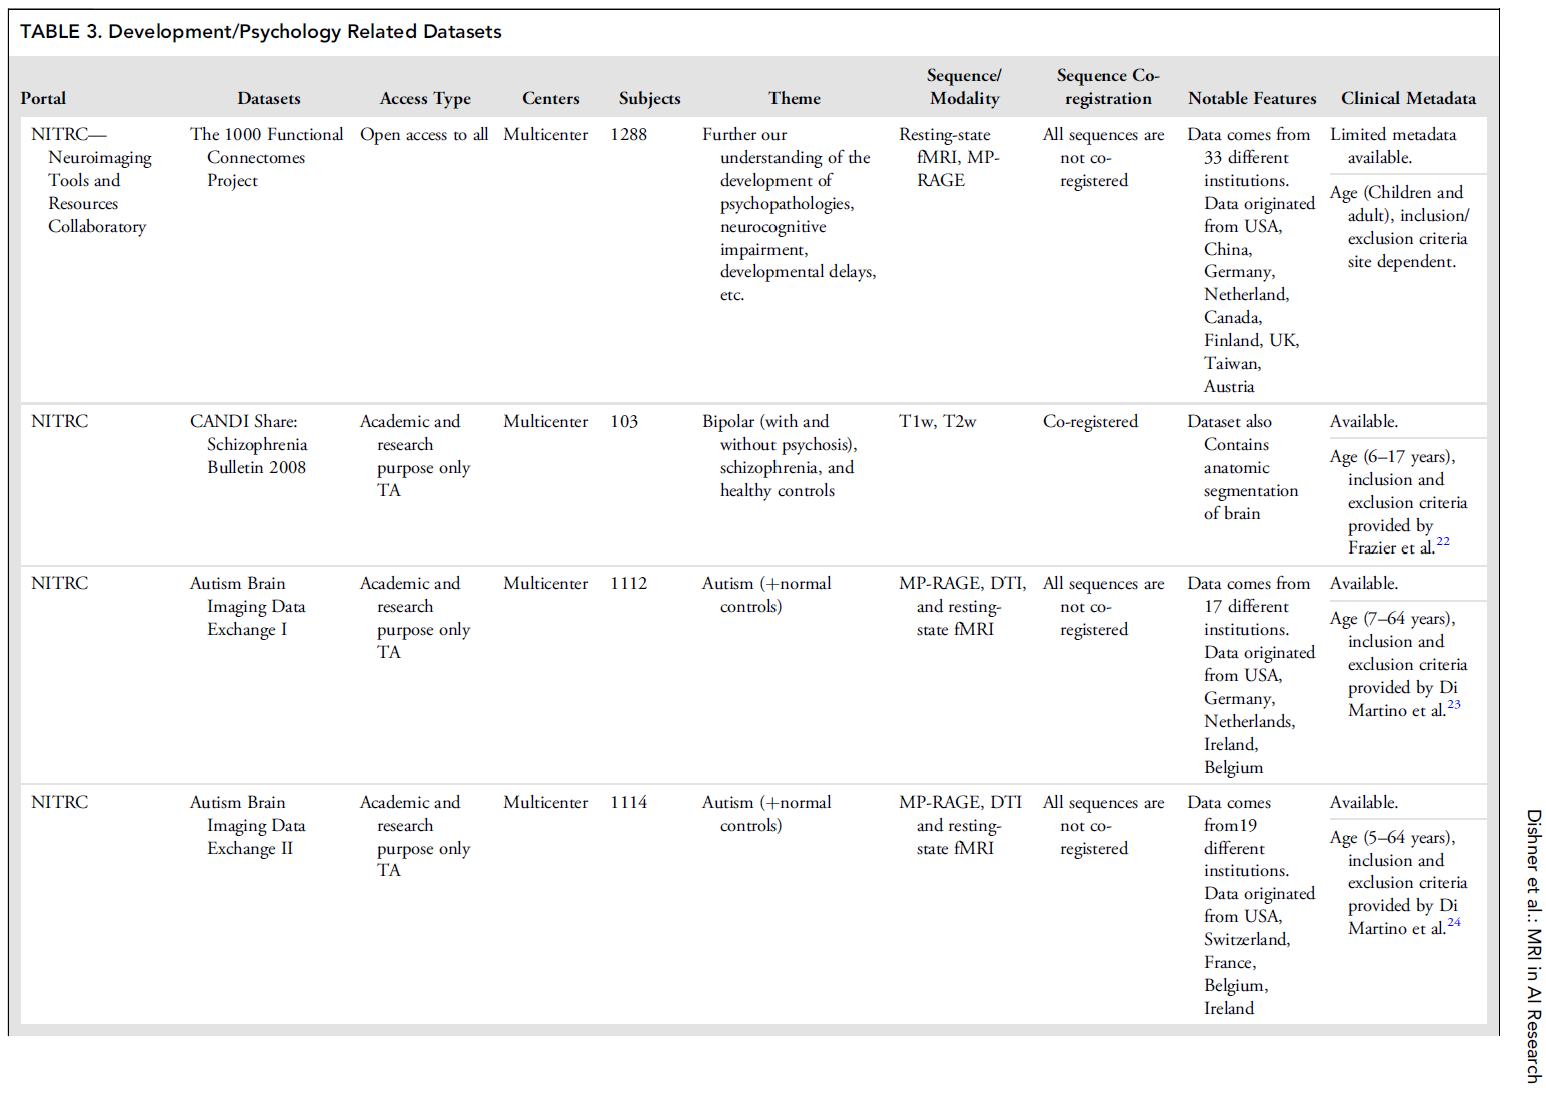 TABLE 3. Development/Psychology Related Datasets
Portal
Datasets
Access Type
Centers
Subjects
Theme
Sequence/
Modality
Sequence Co-
registration
Notable Features
Clinical Metadata
NITRC—
Neuroimaging
Tools and
Resources
Collaboratory
The 1000 Functional
Connectomes
Project
Open access to all
Multicenter
1288
Further our
understanding of the
development of
psychopathologies,
neurocognitive
impairment,
developmental delays,
etc.
Resting-state
fMRI, MP-
RAGE
All sequences are
not co-
registered
Data comes from
33 different
institutions.
Data originated
from USA,
China,
Germany,
Netherland,
Canada,
Finland, UK,
Taiwan,
Austria
Limited metadata
available.
Age (Children and
adult), inclusion/
exclusion criteria
site dependent.
NITRC
CANDI Share:
Schizophrenia
Bulletin 2008
Academic and
research
purpose only
TA
Multicenter
103
Bipolar (with and
without psychosis),
schizophrenia, and
healthy controls
T1w, T2w
Co-registered
Dataset also
Contains
anatomic
segmentation
of brain
Available.
Age (6–17 years),
inclusion and
exclusion criteria
provided by
Frazier et al.22
NITRC
Autism Brain
Imaging Data
Exchange I
Academic and
research
purpose only
TA
Multicenter
1112
Autism (+normal
controls)
MP-RAGE, DTI,
and resting-
state fMRI
All sequences are
not co-
registered
Data comes from
17 different
institutions.
Data originated
from USA,
Germany,
Netherlands,
Ireland,
Belgium
Available.
Age (7–64 years),
inclusion and
exclusion criteria
provided by Di
Martino et al.23
NITRC
Autism Brain
Imaging Data
Exchange II
Academic and
research
purpose only
TA
Multicenter
1114
Autism (+normal
controls)
MP-RAGE, DTI
and resting-
state fMRI
All sequences are
not co-
registered
Data comes
from19
different
institutions.
Data originated
from USA,
Switzerland,
France,
Belgium,
Ireland
Available.
Age (5–64 years),
inclusion and
exclusion criteria
provided by Di
Martino et al.24
Dishner et al.: MRI in AI Research